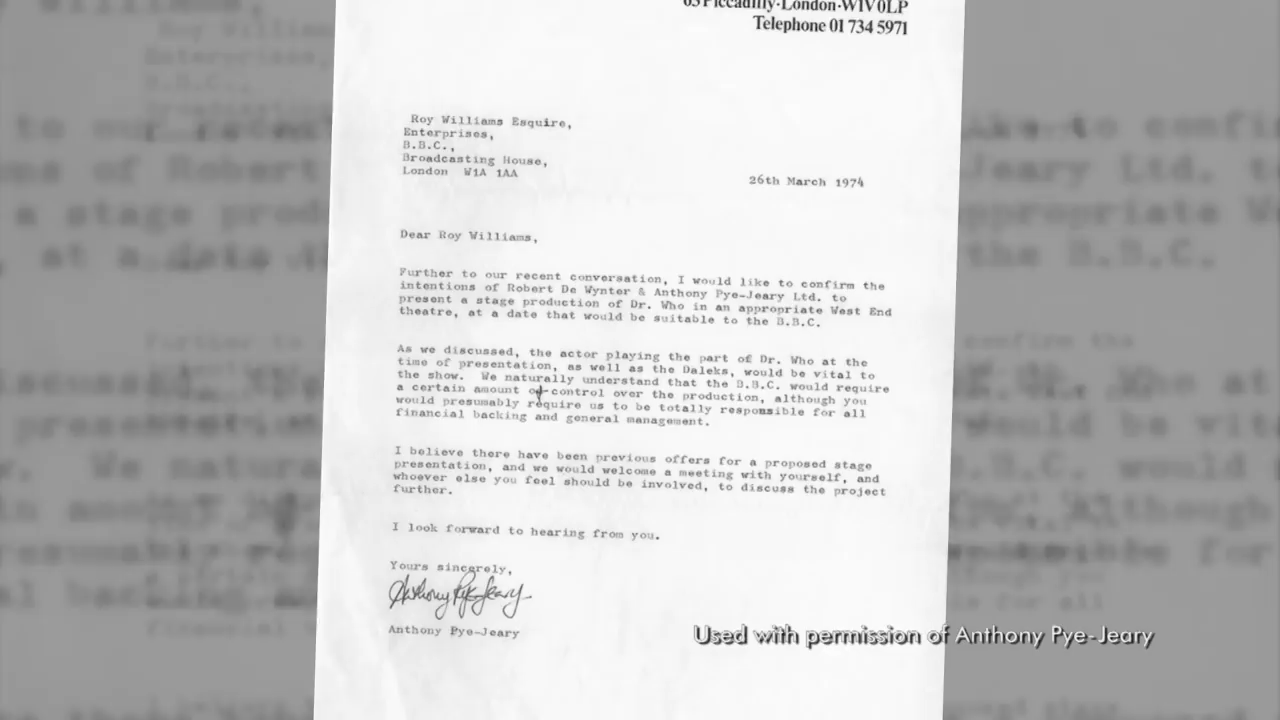 63 Piccadilly·London·W1V 0LP
Telephone 01 734 5971
Roy Williams Esquire,
Enterprises,
B.B.C.,
Broadcasting House,
London W1A 1AA
26th March 1974
Dear Roy Williams,
Further to our recent conversation, I would like to confirm the
intentions of Robert De Wynter & Anthony Pye-Jeary Ltd. to
present a stage production of Dr. Who in an appropriate West End
theatre, at a date that would be suitable to the B.B.C.
As we discussed, the actor playing the part of Dr. Who at the
time of presentation, as well as the Daleks, would be vital to
the show. We naturally understand that the B.B.C. would require
a certain amount of control over the production, although you
would presumably require us to be totally responsible for all
financial backing and general management.
I believe there have been previous offers for a proposed stage
presentation, and we would welcome a meeting with yourself, and
whoever else you feel should be involved, to discuss the project
further.
I look forward to hearing from you.
Yours sincerely,
Anthony Pye-Jeary
Anthony Pye-Jeary
Used with permission of Anthony Pye-Jeary